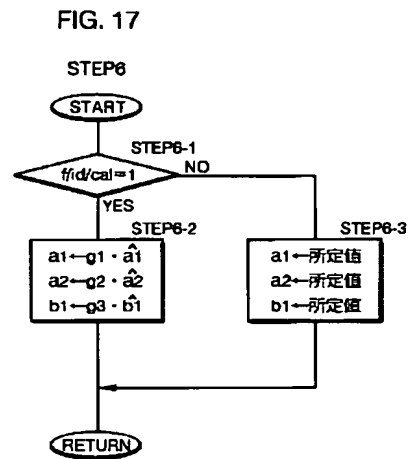 FIG. 17
STEP6
START
STEP6-1
f/id/cal=1
NO
YES
STEP6-2
a1←g1・â1
a2←g2・â2
b1←g3・b̂1
STEP6-3
a1←所定値
a2←所定値
b1←所定値
RETURN